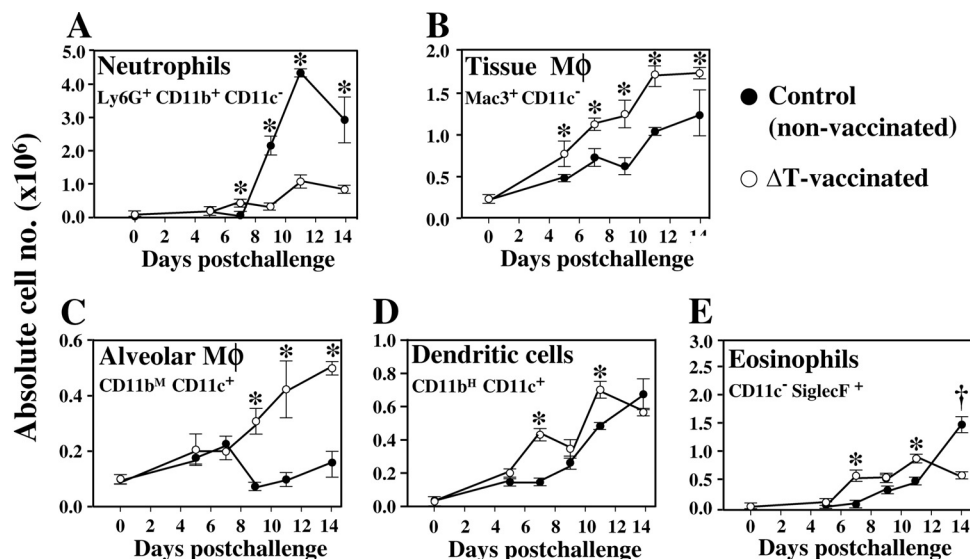 A
Neutrophils
Ly6G⁺ CD11b⁺ CD11c⁻
5.0
4.0
3.0
2.0
1.0
0.0
0 2 4 6 8 10 12 14
Days postchallenge
* * * *
B
Tissue Mϕ
Mac3⁺ CD11c⁻
2.0
1.5
1.0
0.5
0.0
0 2 4 6 8 10 12 14
Days postchallenge
* * * * *
Control
(non-vaccinated)
ΔT-vaccinated
Absolute cell no. (x10⁶)
C
Alveolar Mϕ
CD11bᴹ CD11c⁺
0.6
0.4
0.2
0.0
0 2 4 6 8 10 12 14
Days postchallenge
* * *
D
Dendritic cells
CD11bᴴ CD11c⁺
1.0
0.8
0.6
0.4
0.2
0.0
0 2 4 6 8 10 12 14
Days postchallenge
* *
E
Eosinophils
CD11c⁻ SiglecF⁺
3.0
2.5
2.0
1.5
1.0
0.5
0.0
0 2 4 6 8 10 12 14
Days postchallenge
* * †